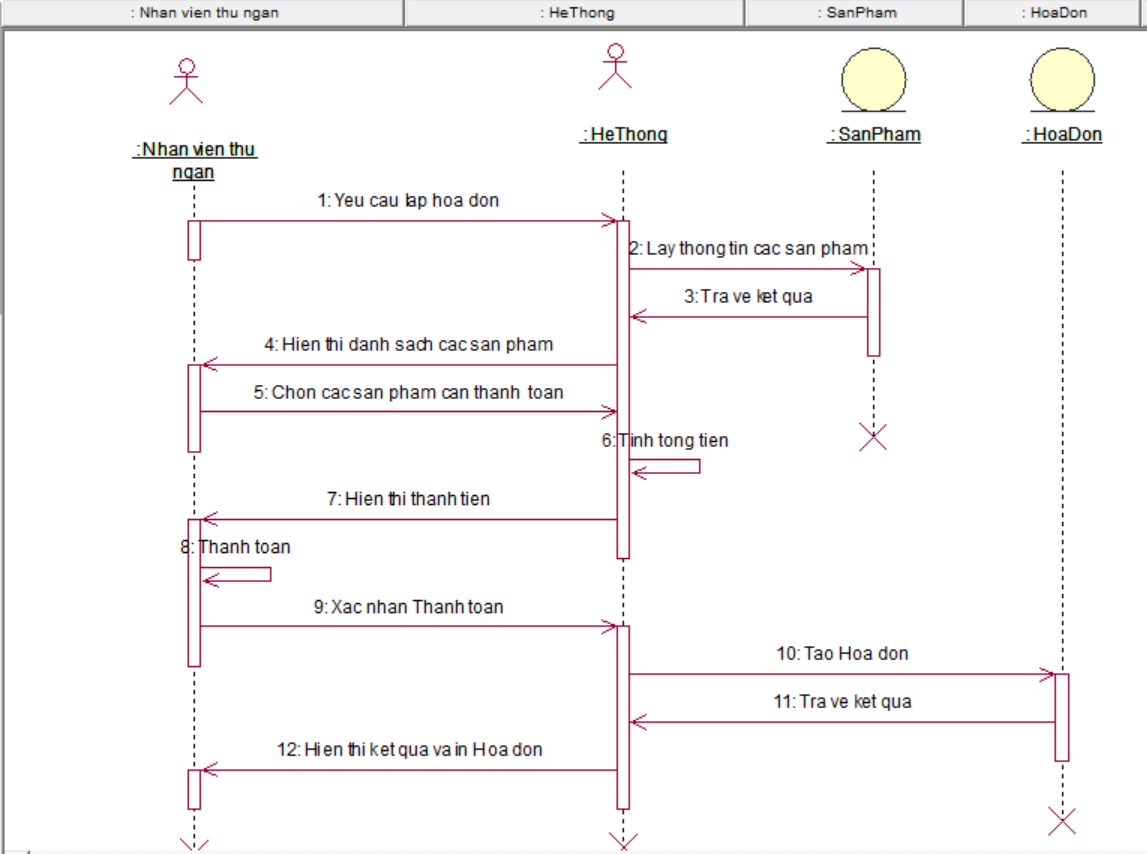 : Nhan vien thu ngan
: HeThong
: SanPham
: HoaDon
:Nhan vien thu
ngan
:HeThong
:SanPham
:HoaDon
1: Yeu cau lap hoa don
2: Lay thong tin cac san pham
3: Tra ve ket qua
4: Hien thi danh sach cac san pham
5: Chon cac san pham can thanh toan
6: Tinh tong tien
7: Hien thi thanh tien
8: Thanh toan
9: Xac nhan Thanh toan
10: Tao Hoa don
11: Tra ve ket qua
12: Hien thi ket qua va in Hoa don